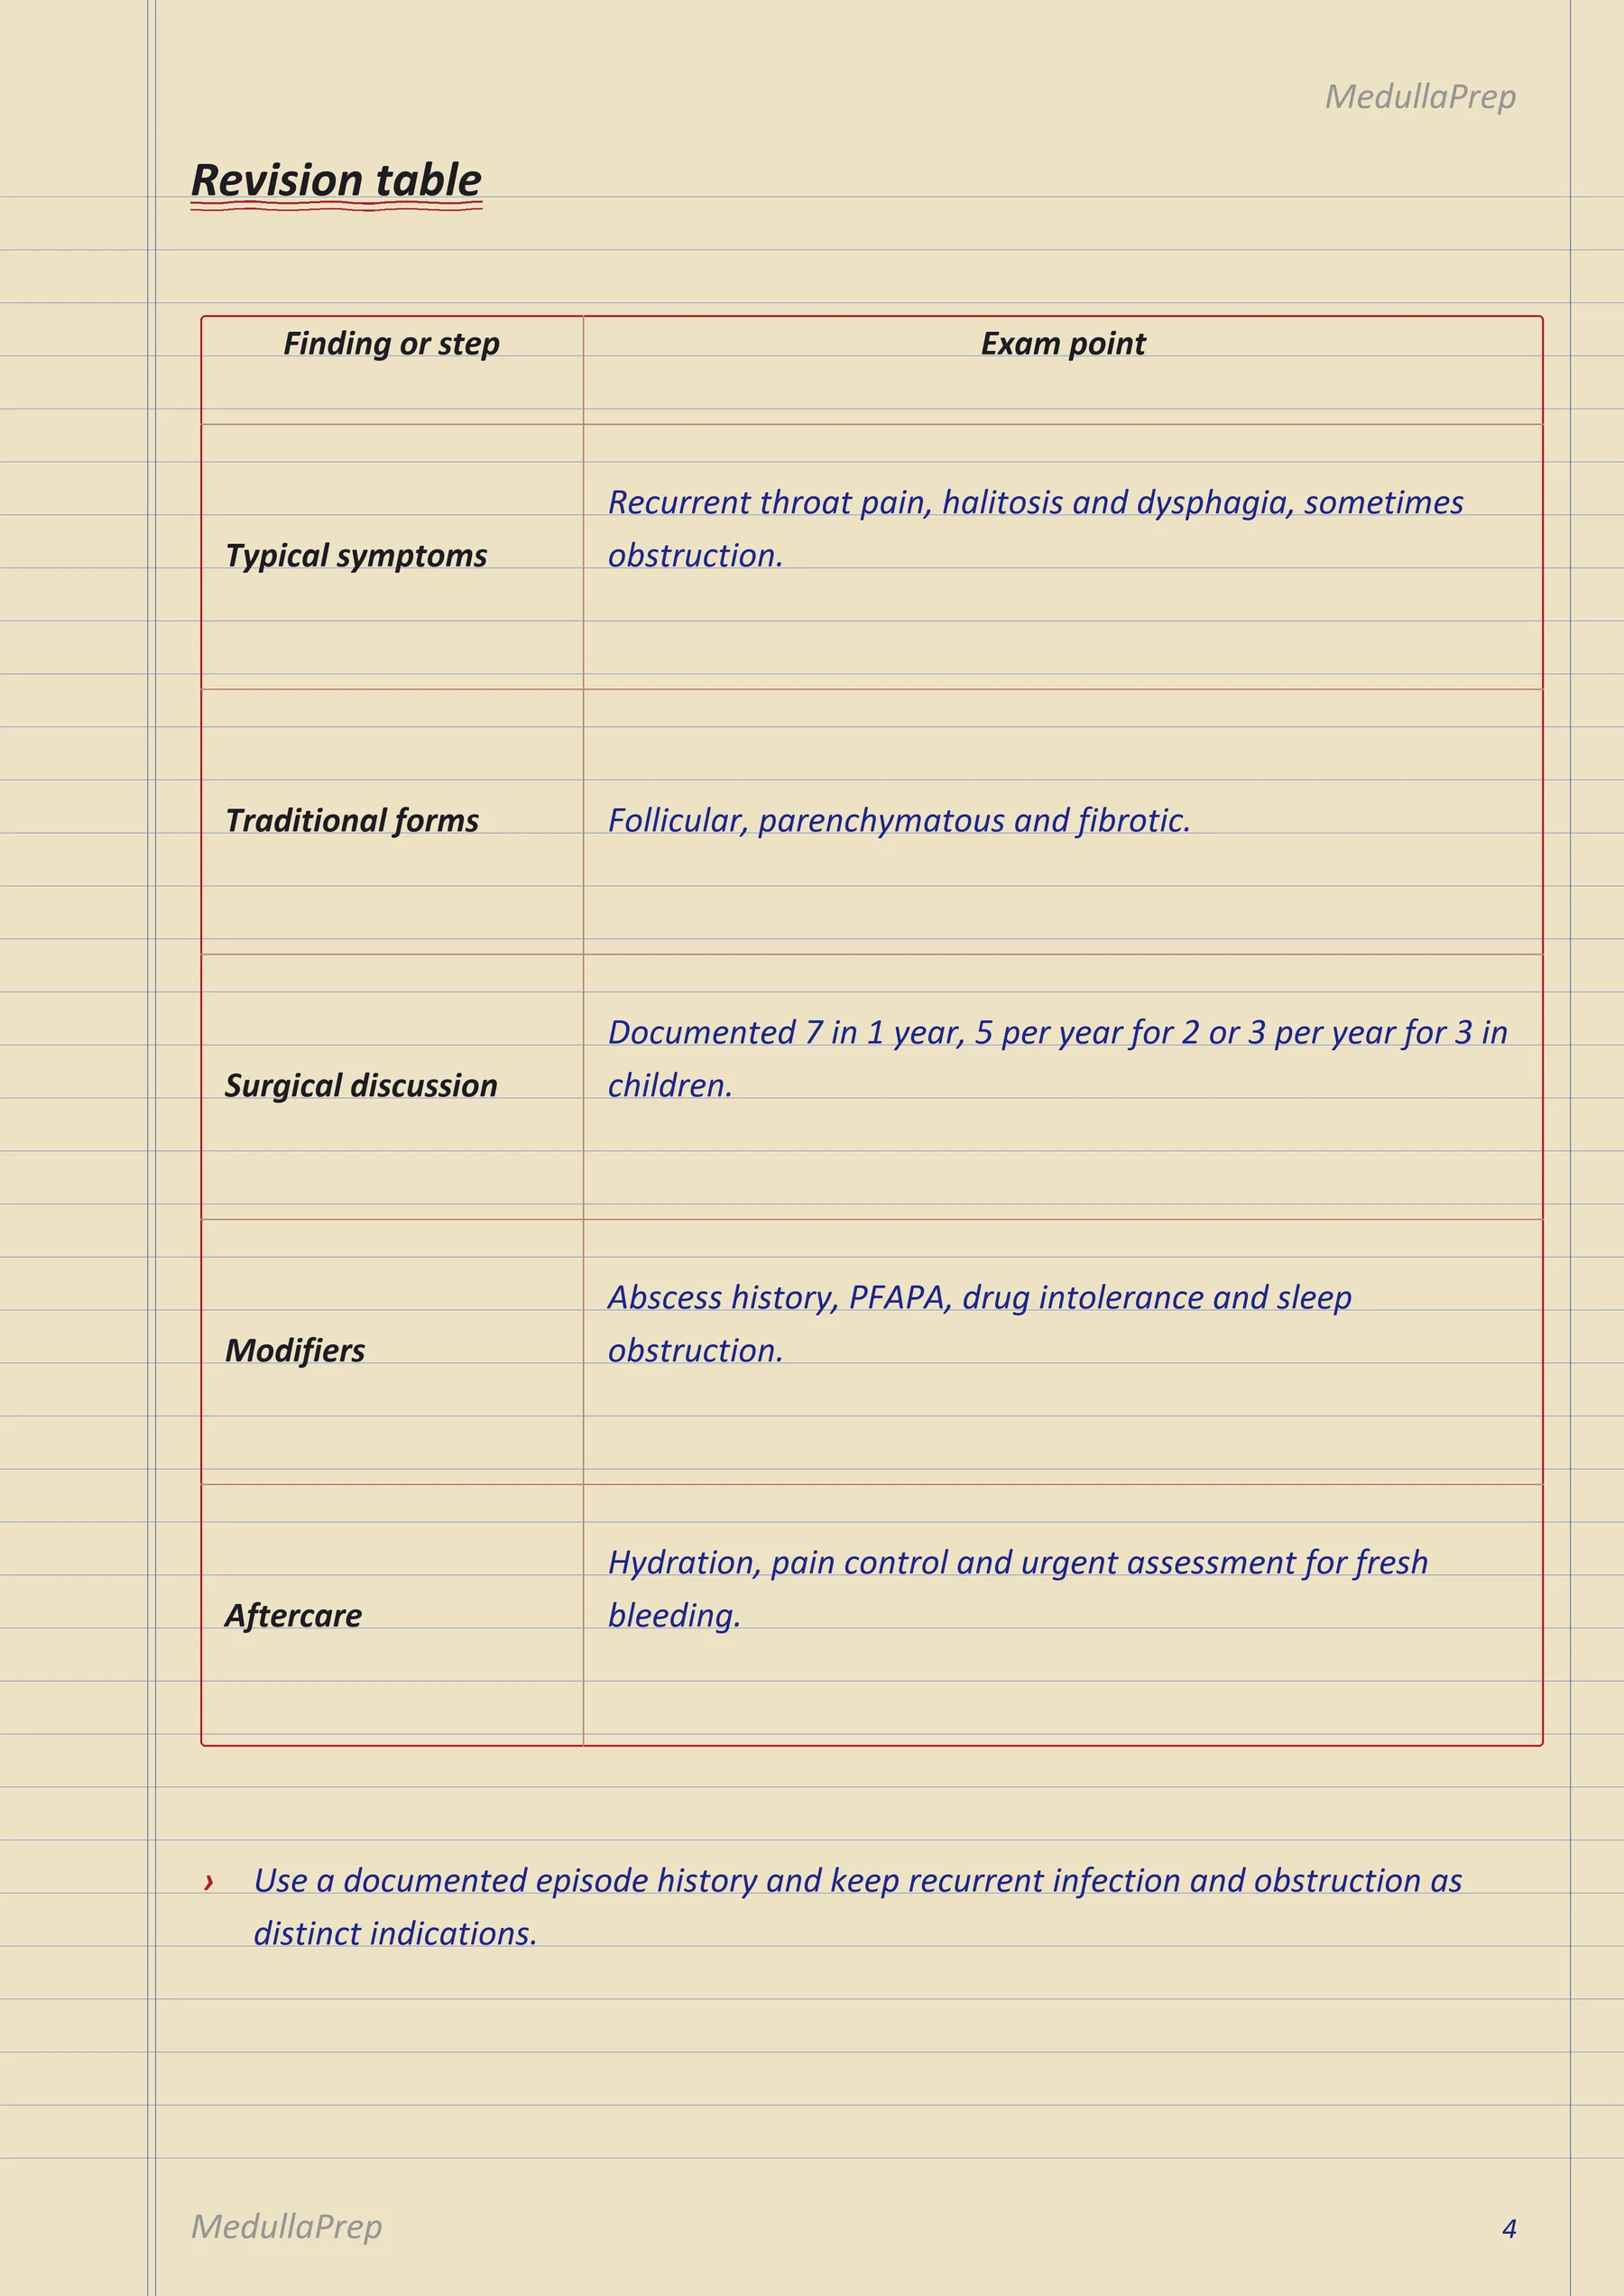 MedullaPrep
Revision table
Finding or step
Exam point
Typical symptoms
Recurrent throat pain, halitosis and dysphagia, sometimes
obstruction.
Traditional forms
Follicular, parenchymatous and fibrotic.
Surgical discussion
Documented 7 in 1 year, 5 per year for 2 or 3 per year for 3 in
children.
Modifiers
Abscess history, PFAPA, drug intolerance and sleep
obstruction.
Aftercare
Hydration, pain control and urgent assessment for fresh
bleeding.
› Use a documented episode history and keep recurrent infection and obstruction as
distinct indications.
MedullaPrep
4